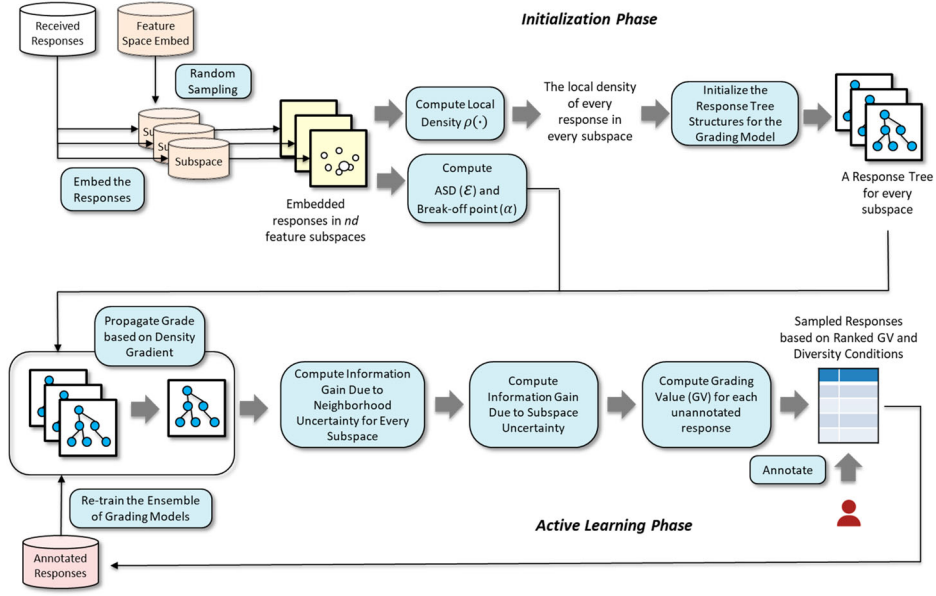 Initialization Phase
Received
Responses
Feature
Space Embed
Random
Sampling
Su
Su
Subspace
Embed the
Responses
Embedded
responses in nd
feature subspaces
Compute Local
Density ρ(·)
The local density
of every
response in
every subspace
Initialize the
Response Tree
Structures for the
Grading Model
A Response Tree
for every
subspace
Compute
ASD (ℰ) and
Break-off point(α)
Propagate Grade
based on Density
Gradient
Compute Information
Gain Due to
Neighborhood
Uncertainty for Every
Subspace
Compute
Information Gain
Due to Subspace
Uncertainty
Compute Grading
Value (GV) for each
unannotated
response
Sampled Responses
based on Ranked GV and
Diversity Conditions
Annotate
Re-train the Ensemble
of Grading Models
Active Learning Phase
Annotated
Responses